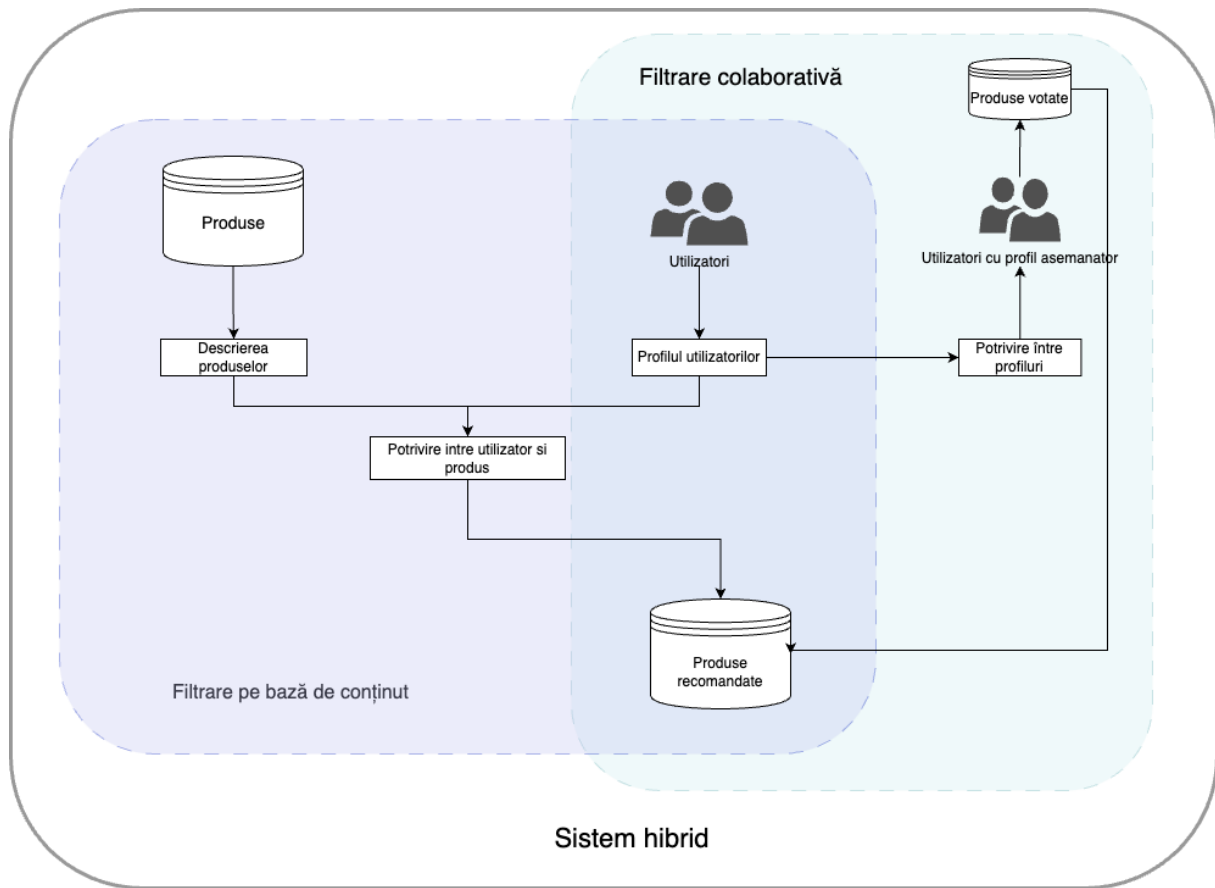 Filtrare colaborativă
Produse votate
Produse
Utilizatori
Utilizatori cu profil asemanator
Descrierea
produselor
Profilul utilizatorilor
Potrivire între
profiluri
Potrivire intre utilizator si
produs
Produse
recomandate
Filtrare pe bază de conținut
Sistem hibrid